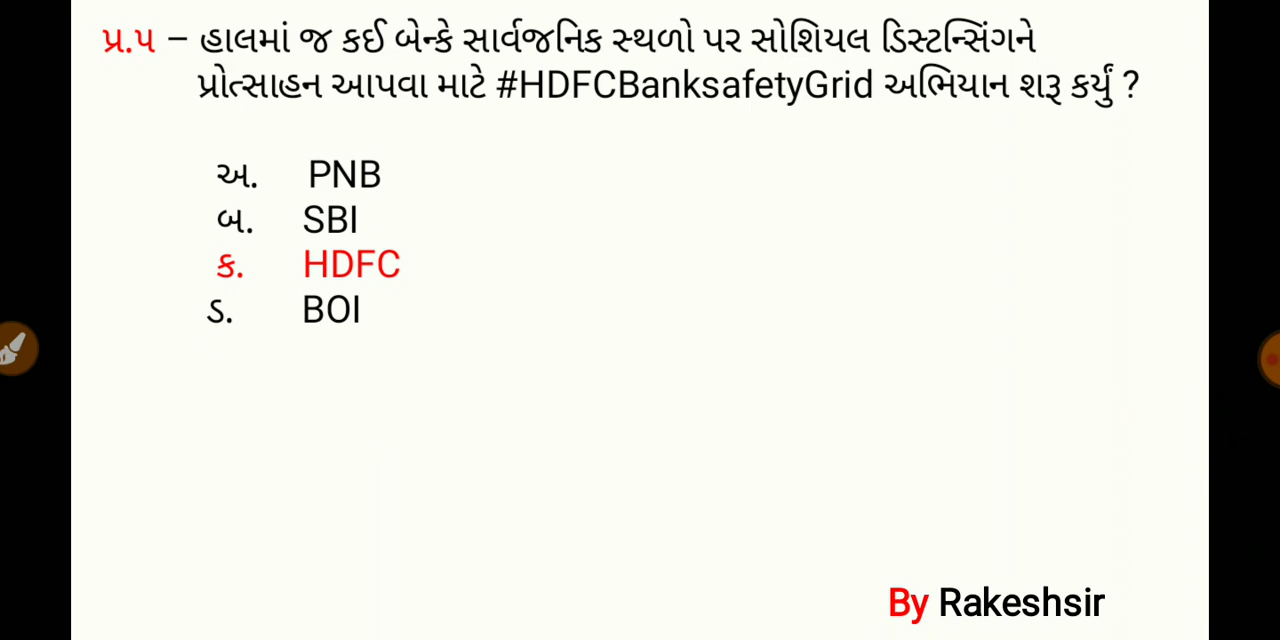 પ્ર.૫ – હાલમાં જ કઈ બેન્કે સાર્વજનિક સ્થળો પર સોશિયલ ડિસ્ટન્સિંગને
પ્રોત્સાહન આપવા માટે #HDFCBanksafetyGrid અભિયાન શરૂ કર્યું ?
અ. PNB
બ. SBI
ક. HDFC
ડ. BOI
By Rakeshsir